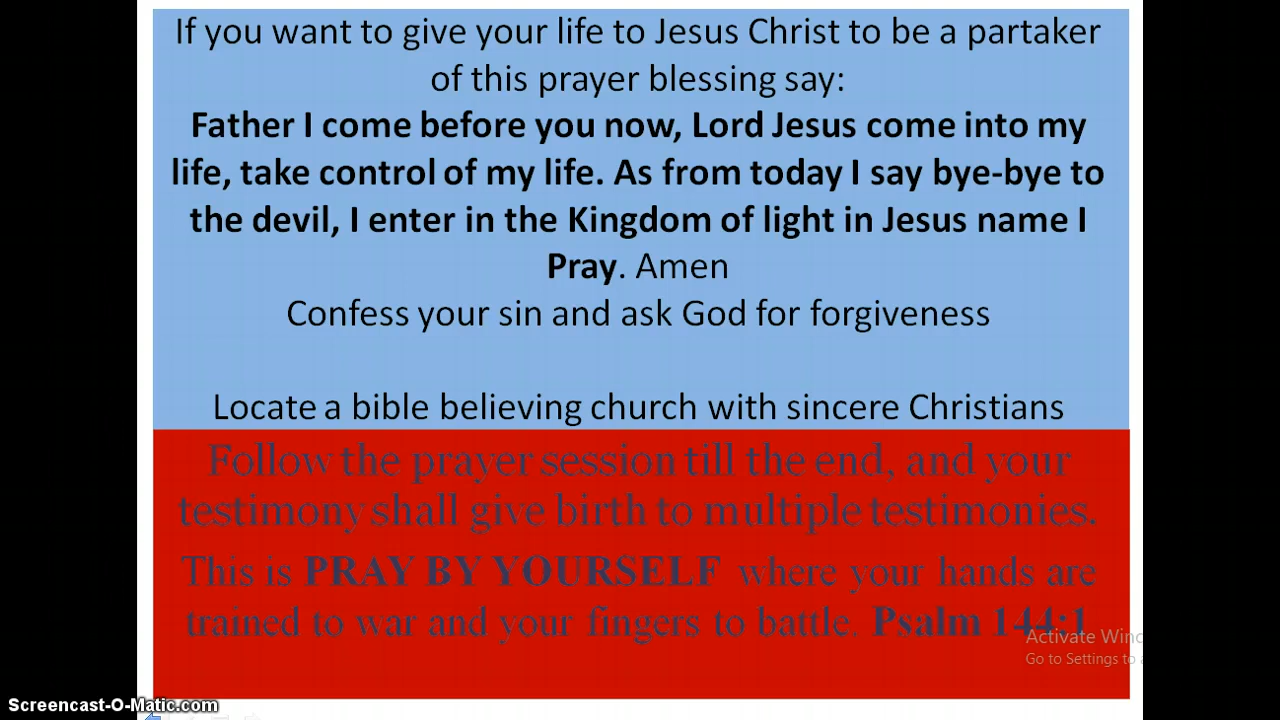 If you want to give your life to Jesus Christ to be a partaker
of this prayer blessing say:
Father I come before you now, Lord Jesus come into my
life, take control of my life. As from today I say bye-bye to
the devil, I enter in the Kingdom of light in Jesus name I
Pray. Amen
Confess your sin and ask God for forgiveness
Locate a bible believing church with sincere Christians
Follow the prayer session till the end, and your
testimony shall give birth to multiple testimonies.
This is PRAY BY YOURSELF where your hands are
trained to war and your fingers to battle. Psalm 144:1
Activate Wind
Go to Settings to a
Screencast-O-Matic.com